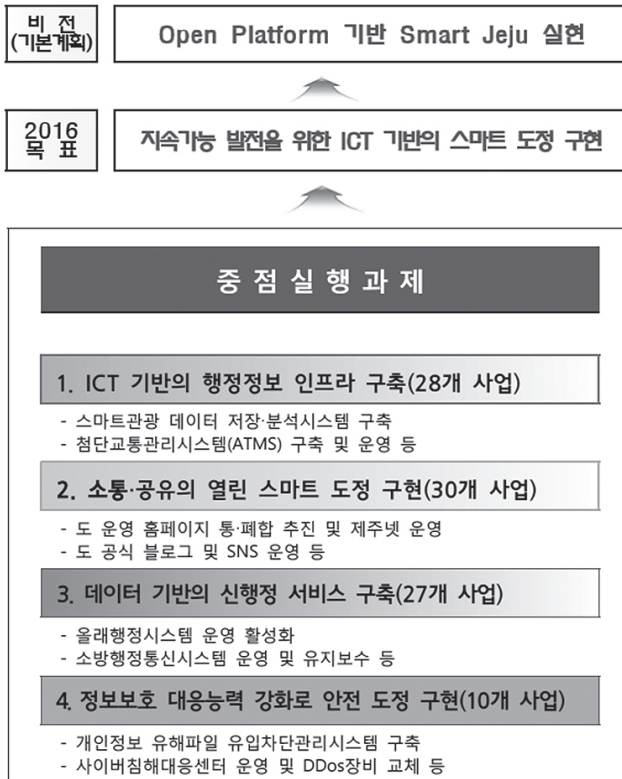 비 전
(기본계획)
Open Platform 기반 Smart Jeju 실현
2016
목 표
지속가능 발전을 위한 ICT 기반의 스마트 도정 구현
중점실행과제
1. ICT 기반의 행정정보 인프라 구축(28개 사업)
- 스마트관광 데이터 저장·분석시스템 구축
- 첨단교통관리시스템(ATMS) 구축 및 운영 등
2. 소통·공유의 열린 스마트 도정 구현(30개 사업)
- 도 운영 홈페이지 통·폐합 추진 및 제주넷 운영
- 도 공식 블로그 및 SNS 운영 등
3. 데이터 기반의 신행정 서비스 구축(27개 사업)
- 올래행정시스템 운영 활성화
- 소방행정통신시스템 운영 및 유지보수 등
4. 정보보호 대응능력 강화로 안전 도정 구현(10개 사업)
- 개인정보 유해파일 유입차단관리시스템 구축
- 사이버침해대응센터 운영 및 DDos장비 교체 등